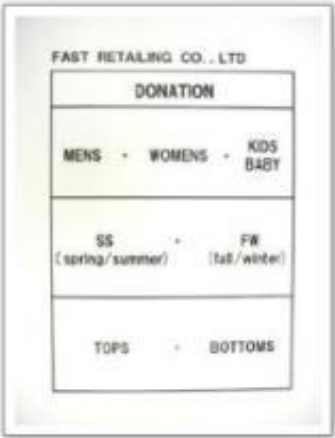 FAST RETAILING CO., LTD
DONATION
MENS · WOMENS · KIDS BABY
SS · FW
(spring/summer) (fall/winter)
TOPS · BOTTOMS